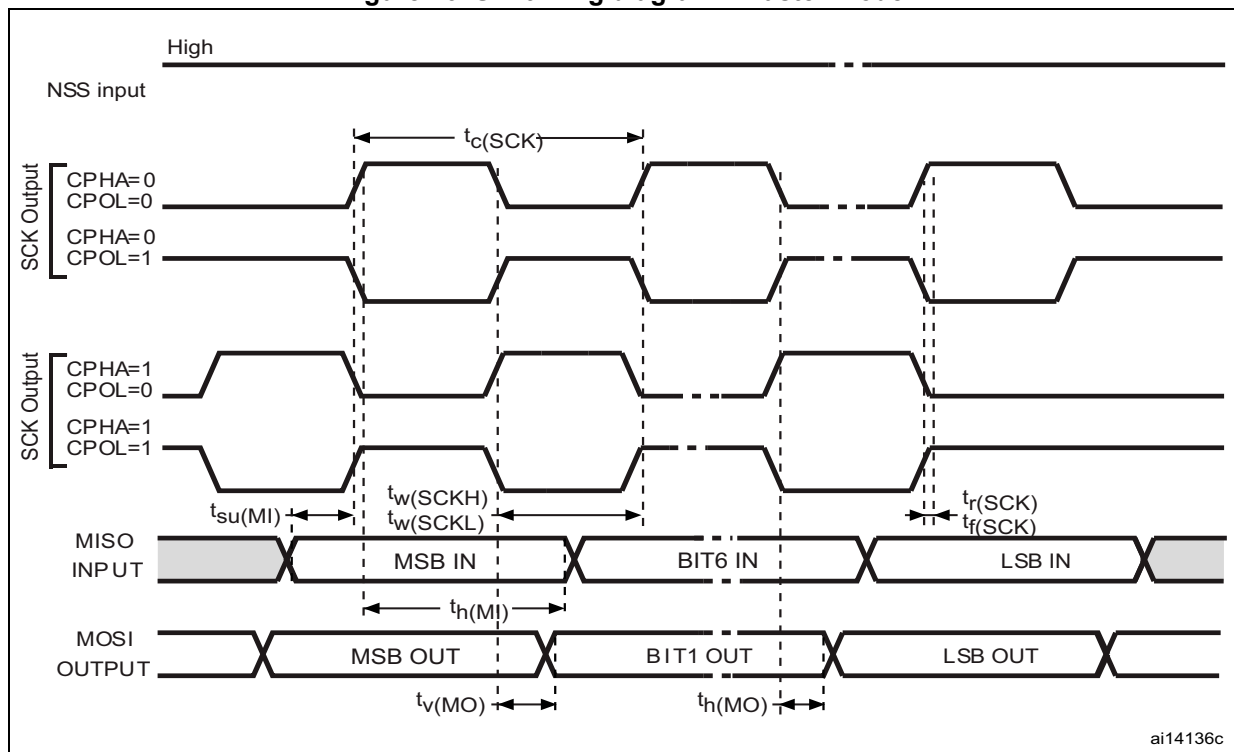 High
NSS input
tc(SCK)
SCK Output
CPHA=0
CPOL=0
CPHA=0
CPOL=1
SCK Output
CPHA=1
CPOL=0
CPHA=1
CPOL=1
tsu(MI)
tw(SCKH)
tw(SCKL)
tr(SCK)
tf(SCK)
MISO
INPUT
MSB IN
BIT6 IN
LSB IN
th(MI)
MOSI
OUTPUT
MSB OUT
BIT1 OUT
LSB OUT
tv(MO)
th(MO)
ai14136c